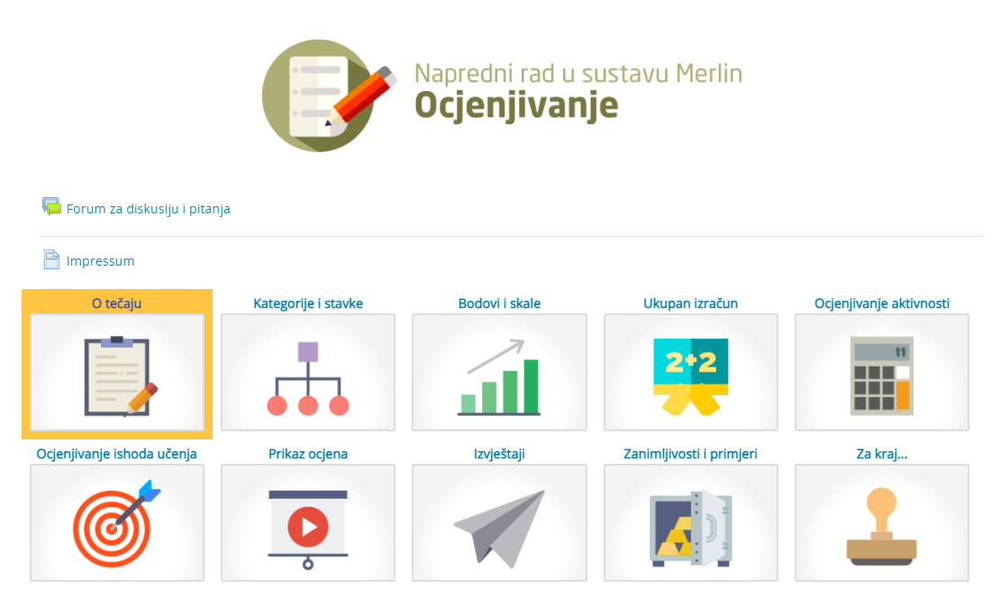 Napredni rad u sustavu Merlin
Ocjenjivanje
Forum za diskusiju i pitanja
Impressum
O tečaju
Kategorije i stavke
Bodovi i skale
Ukupan izračun
Ocjenjivanje aktivnosti
2+2
11
Ocjenjivanje ishoda učenja
Prikaz ocjena
Izvještaji
Zanimljivosti i primjeri
Za kraj...